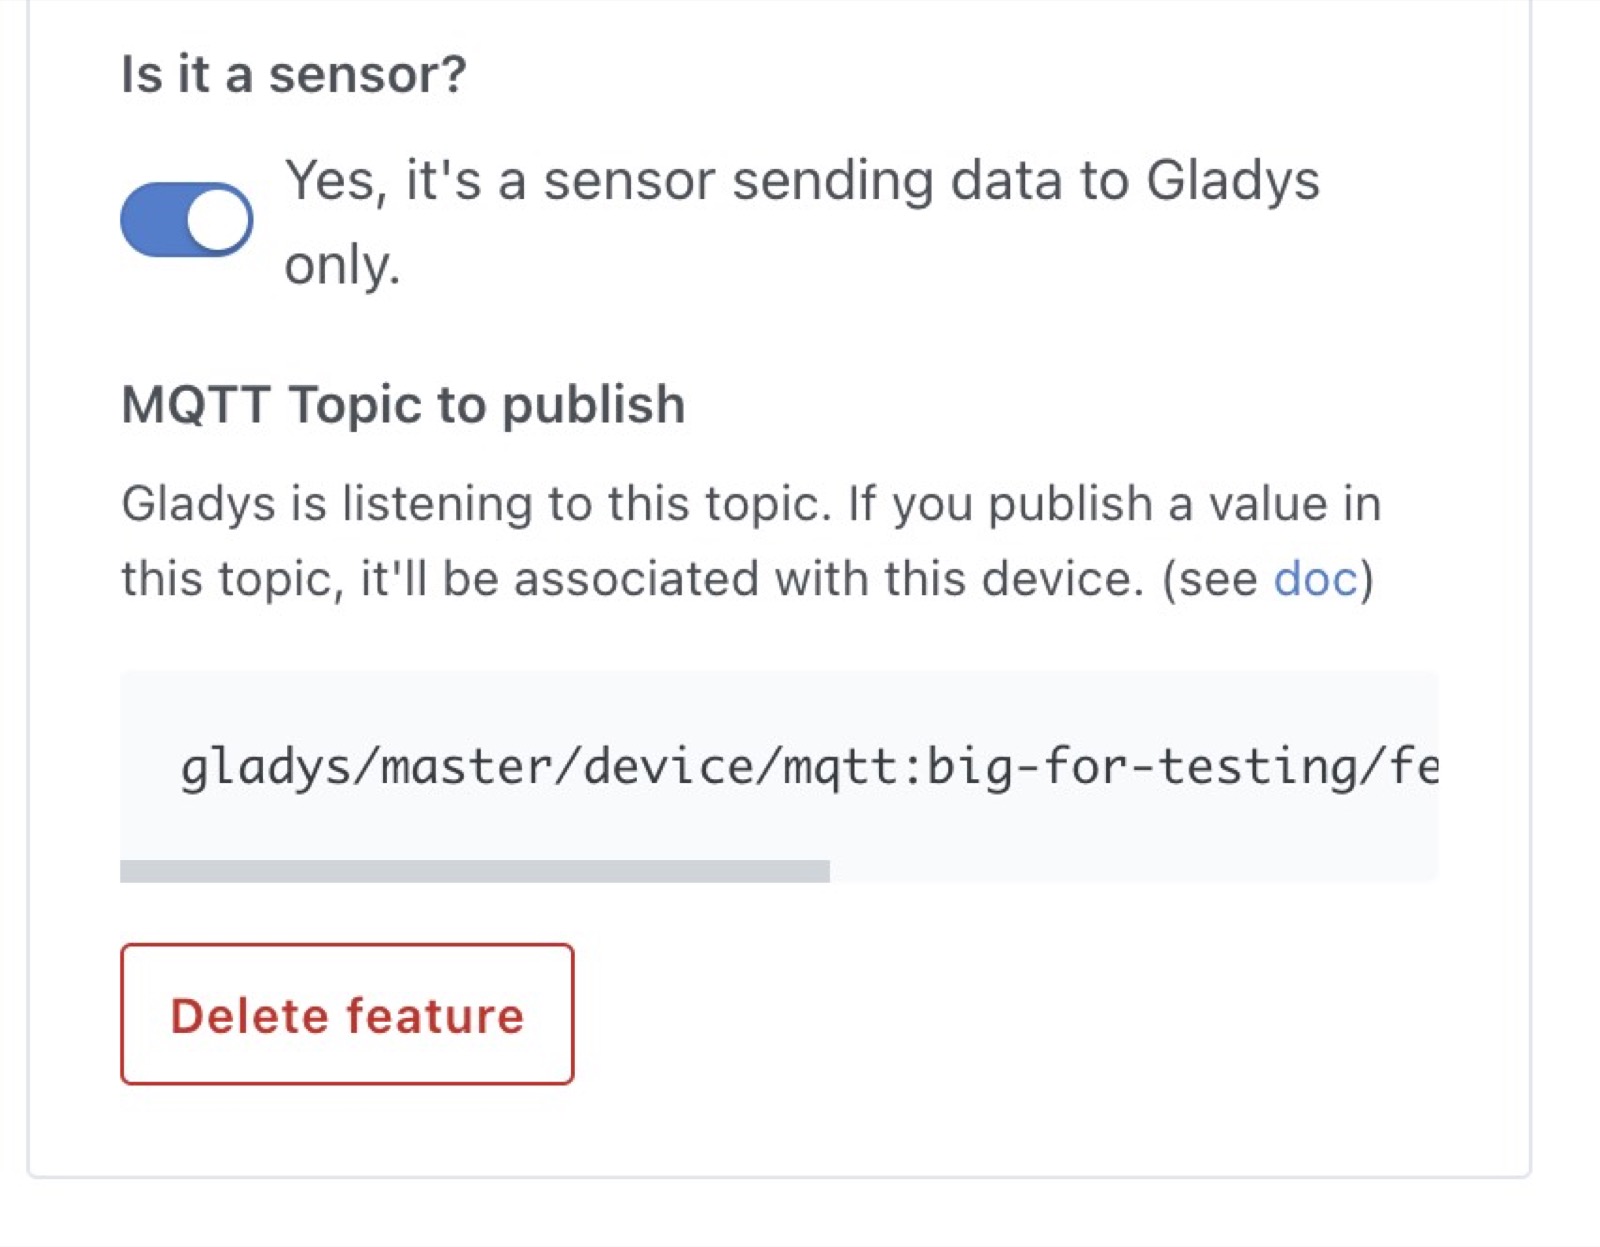 Is it a sensor?
Yes, it's a sensor sending data to Gladys
only.
MQTT Topic to publish
Gladys is listening to this topic. If you publish a value in
this topic, it'll be associated with this device. (see doc)
gladys/master/device/mqtt:big-for-testing/fe
Delete feature